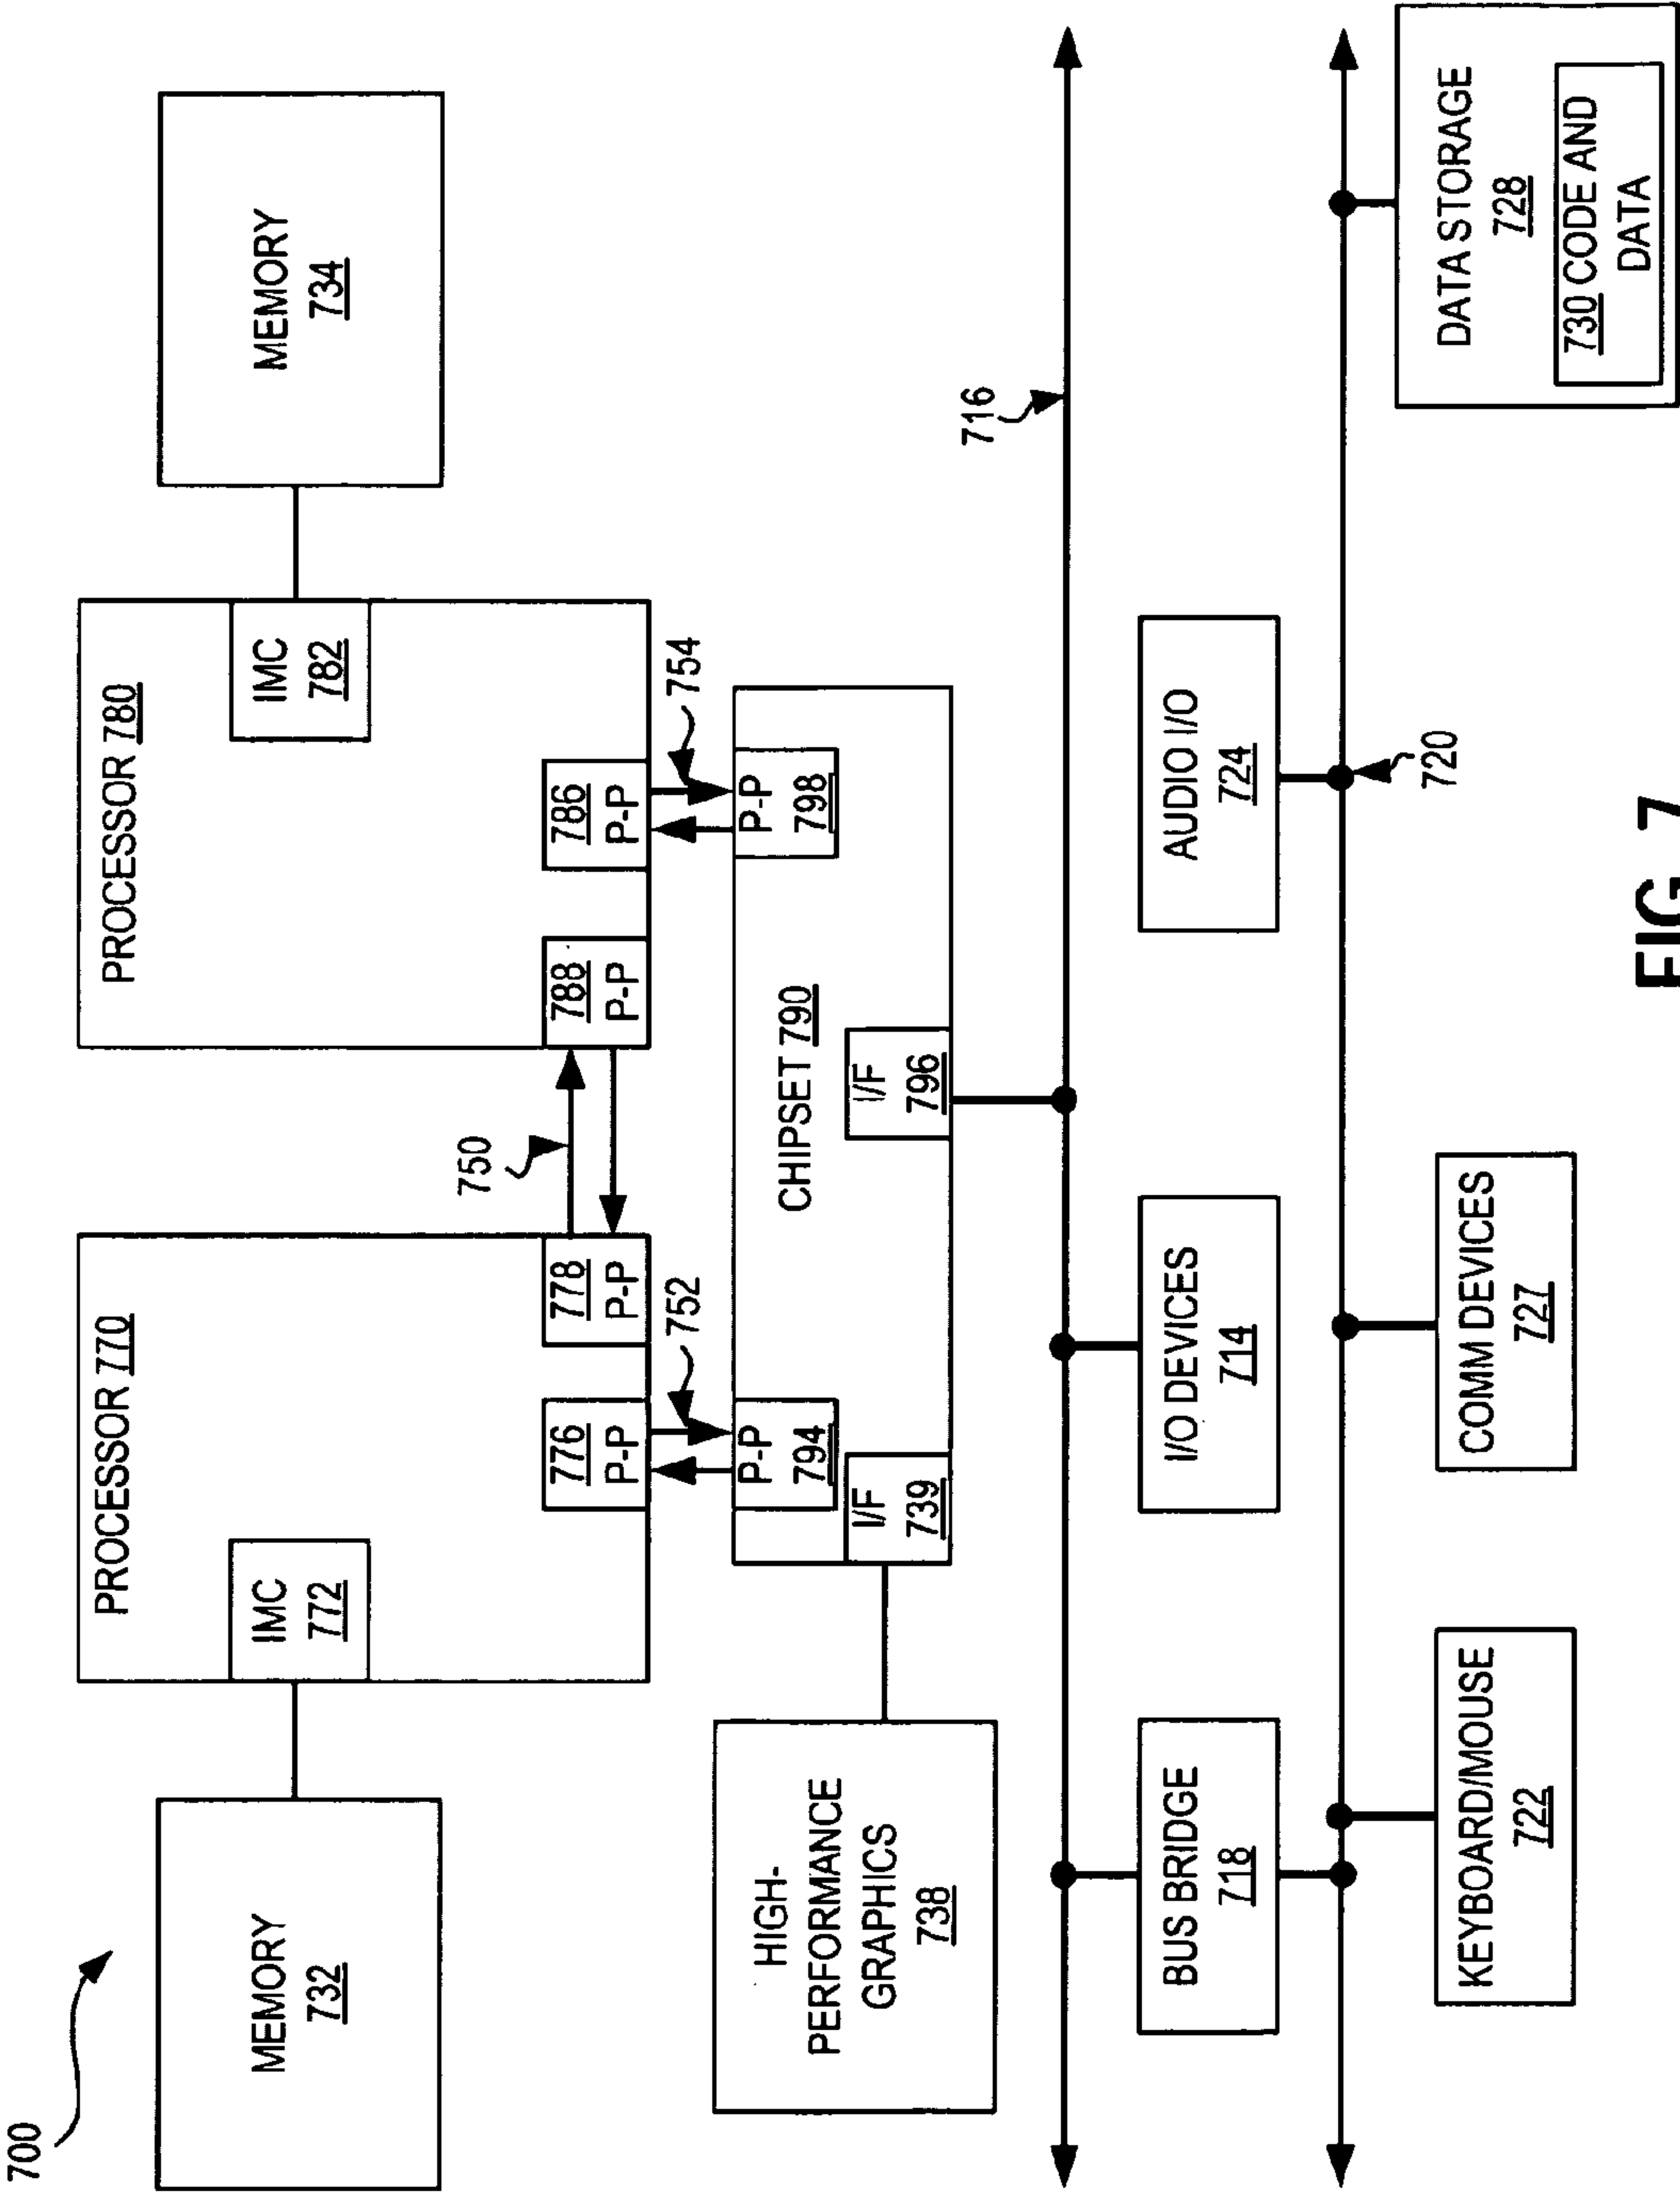 700
MEMORY
732
PROCESSOR 770
IMC
772
776
P-P
778
P-P
750
PROCESSOR 780
788
P-P
786
P-P
IMC
782
MEMORY
734
752
754
HIGH-
PERFORMANCE
GRAPHICS
738
P-P
794
I/F
739
CHIPSET 790
I/F
796
P-P
798
716
BUS BRIDGE
718
I/O DEVICES
714
AUDIO I/O
724
720
KEYBOARD/MOUSE
722
COMM DEVICES
727
DATA STORAGE
728
730 CODE AND
DATA
FIG. 7